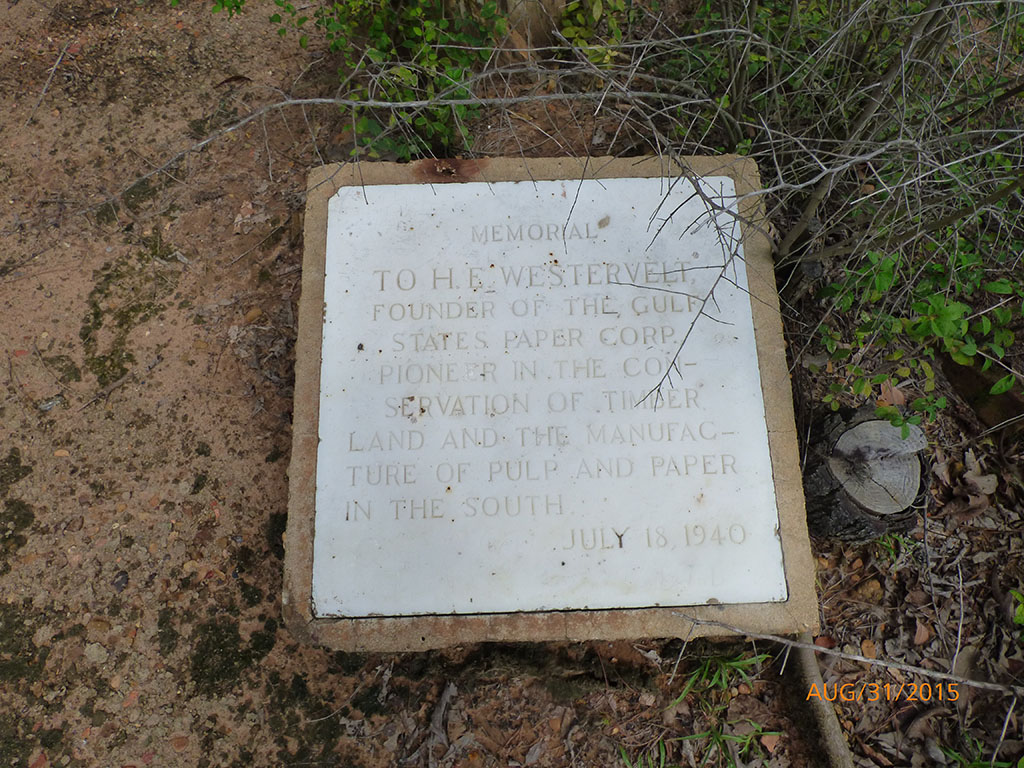 MEMORIAL
TO H. E. WESTERVELT,
FOUNDER OF THE GULF
STATES PAPER CORP.
PIONEER IN THE CON-
SERVATION OF TIMBER
LAND AND THE MANUFAC-
TURE OF PULP AND PAPER
IN THE SOUTH.
JULY 18, 1940
AUG/31/2015